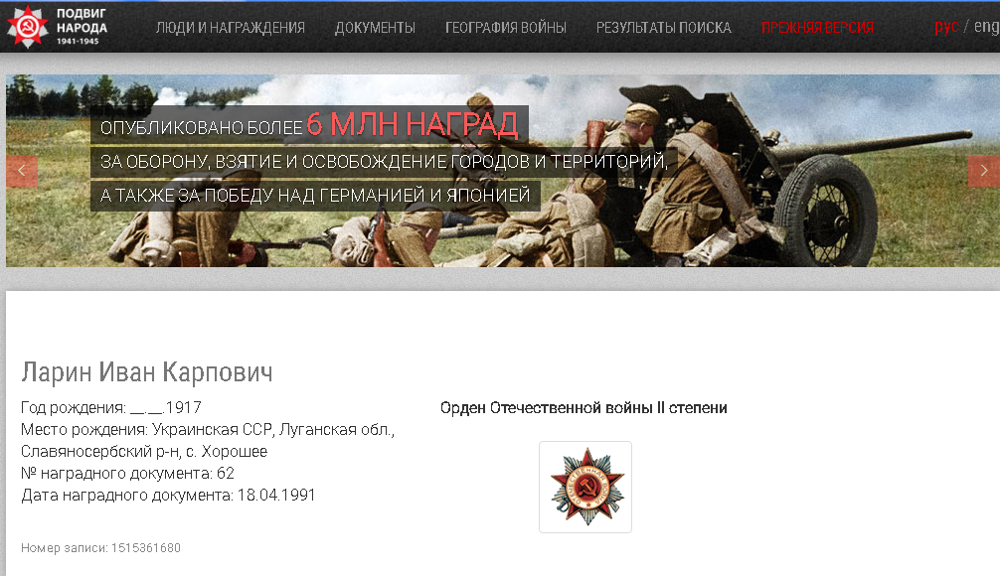 ПОДВИГ
НАРОДА
1941-1945
ЛЮДИ И НАГРАЖДЕНИЯ ДОКУМЕНТЫ ГЕОГРАФИЯ ВОЙНЫ РЕЗУЛЬТАТЫ ПОИСКА ПРЕЖНЯЯ ВЕРСИЯ рус / eng
ОПУБЛИКОВАНО БОЛЕЕ 6 МЛН НАГРАД
ЗА ОБОРОНУ, ВЗЯТИЕ И ОСВОБОЖДЕНИЕ ГОРОДОВ И ТЕРРИТОРИЙ,
А ТАКЖЕ ЗА ПОБЕДУ НАД ГЕРМАНИЕЙ И ЯПОНИЕЙ
Ларин Иван Карпович
Год рождения: __.__.1917
Место рождения: Украинская ССР, Луганская обл.,
Славяносербский р-н, с. Хорошее
№ наградного документа: 62
Дата наградного документа: 18.04.1991
Номер записи: 1515361680
Орден Отечественной войны II степени
ОТЕЧЕСТВЕННАЯ ВОЙНА